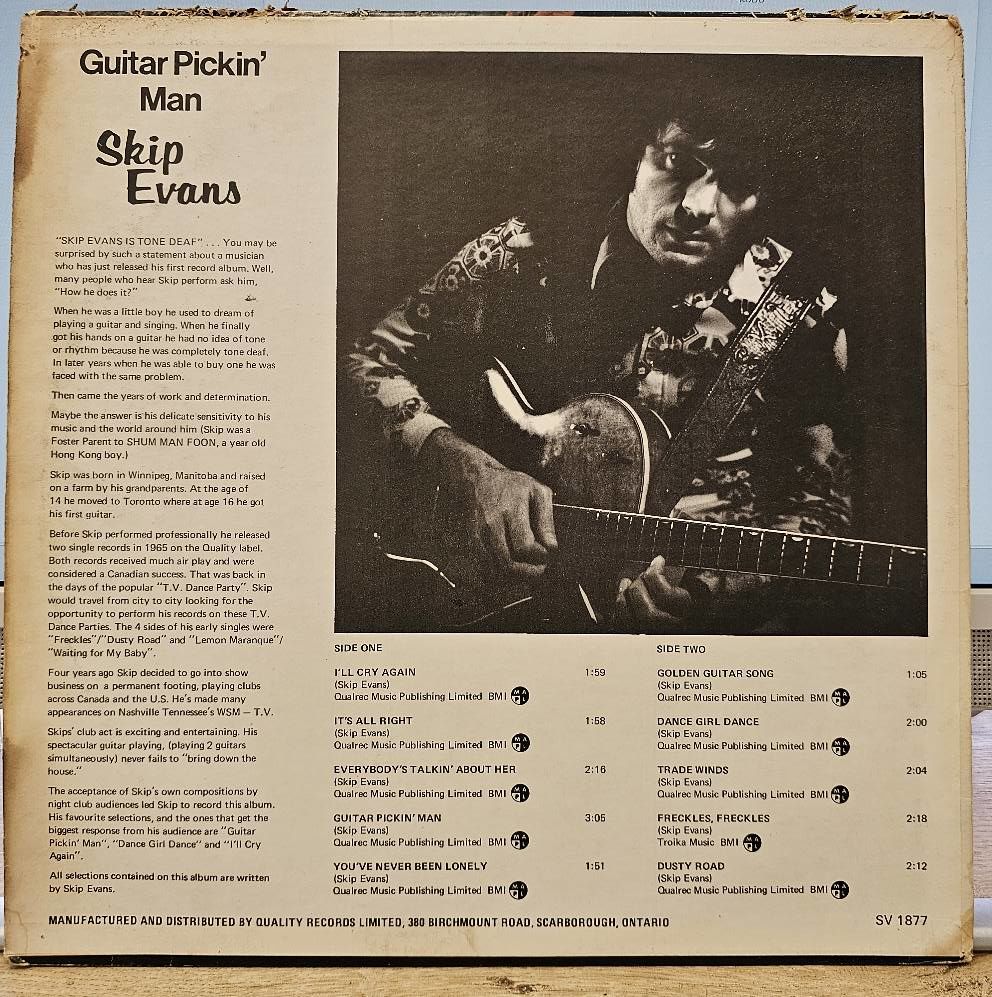 Guitar Pickin'
Man
Skip
Evans
"SKIP EVANS IS TONE DEAF" . . . You may be
surprised by such a statement about a musician
who has just released his first record album. Well,
many people who hear Skip perform ask him,
"How he does it?"
When he was a little boy he used to dream of
playing a guitar and singing. When he finally
got his hands on a guitar he had no idea of tone
or rhythm because he was completely tone deaf.
In later years when he was able to buy one he was
faced with the same problem.
Then came the years of work and determination.
Maybe the answer is his delicate sensitivity to his
music and the world around him (Skip was a
Foster Parent to SHUM MAN FOON, a year old
Hong Kong boy.)
Skip was born in Winnipeg, Manitoba and raised
on a farm by his grandparents. At the age of
14 he moved to Toronto where at age 16 he got
his first guitar.
Before Skip performed professionally he released
two single records in 1965 on the Quality label.
Both records received much air play and were
considered a Canadian success. That was back in
the days of the popular "T.V. Dance Party". Skip
would travel from city to city looking for the
opportunity to perform his records on these T.V.
Dance Parties. The 4 sides of his early singles were
"Freckles"/"Dusty Road" and "Lemon Marangue"/
"Waiting for My Baby".
Four years ago Skip decided to go into show
business on a permanent footing, playing clubs
across Canada and the U.S. He's made many
appearances on Nashville Tennessee's WSM — T.V.
Skips' club act is exciting and entertaining. His
spectacular guitar playing, (playing 2 guitars
simultaneously) never fails to "bring down the
house."
The acceptance of Skip's own compositions by
night club audiences led Skip to record this album.
His favourite selections, and the ones that get the
biggest response from his audience are "Guitar
Pickin' Man", "Dance Girl Dance" and "I'll Cry
Again".
All selections contained on this album are written
by Skip Evans.
SIDE ONE
I'LL CRY AGAIN 1:59
(Skip Evans)
Qualrec Music Publishing Limited BMI MAPL
IT'S ALL RIGHT 1:58
(Skip Evans)
Qualrec Music Publishing Limited BMI MAPL
EVERYBODY'S TALKIN' ABOUT HER 2:16
(Skip Evans)
Qualrec Music Publishing Limited BMI MAPL
GUITAR PICKIN' MAN 3:05
(Skip Evans)
Qualrec Music Publishing Limited BMI MAPL
YOU'VE NEVER BEEN LONELY 1:51
(Skip Evans)
Qualrec Music Publishing Limited BMI MAPL
SIDE TWO
GOLDEN GUITAR SONG 1:05
(Skip Evans)
Qualrec Music Publishing Limited BMI MAPL
DANCE GIRL DANCE 2:00
(Skip Evans)
Qualrec Music Publishing Limited BMI MAPL
TRADE WINDS 2:04
(Skip Evans)
Qualrec Music Publishing Limited BMI MAPL
FRECKLES, FRECKLES 2:18
(Skip Evans)
Troika Music BMI MAPL
DUSTY ROAD 2:12
(Skip Evans)
Qualrec Music Publishing Limited BMI MAPL
MANUFACTURED AND DISTRIBUTED BY QUALITY RECORDS LIMITED, 380 BIRCHMOUNT ROAD, SCARBOROUGH, ONTARIO
SV 1877